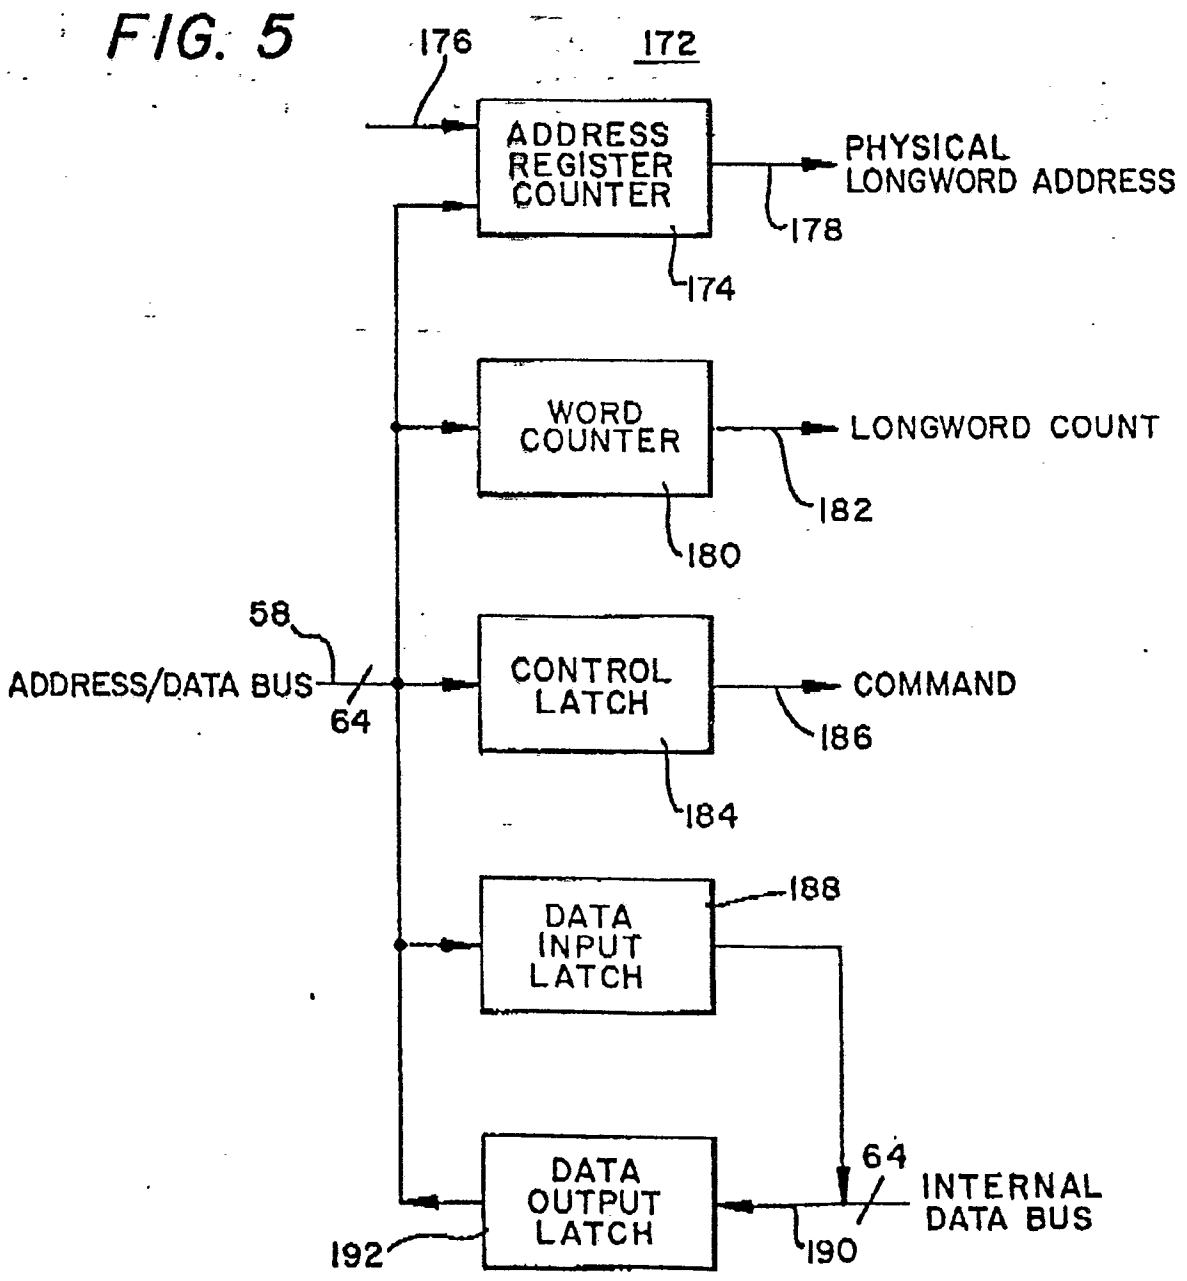 FIG. 5
172
176
ADDRESS
REGISTER
COUNTER
PHYSICAL
LONGWORD ADDRESS
178
174
WORD
COUNTER
LONGWORD COUNT
182
180
58
ADDRESS/DATA BUS
64
CONTROL
LATCH
COMMAND
186
184
188
DATA
INPUT
LATCH
64
INTERNAL
DATA BUS
DATA
OUTPUT
LATCH
190
192